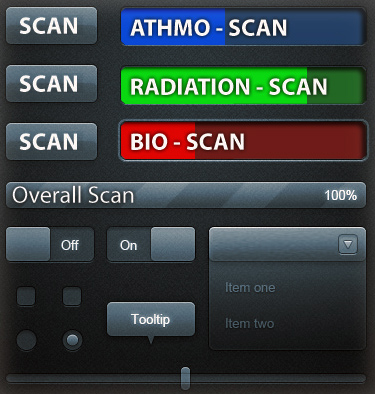 SCAN ATHMO - SCAN
SCAN RADIATION - SCAN
SCAN BIO - SCAN
Overall Scan 100%
Off On
Item one
Tooltip
Item two